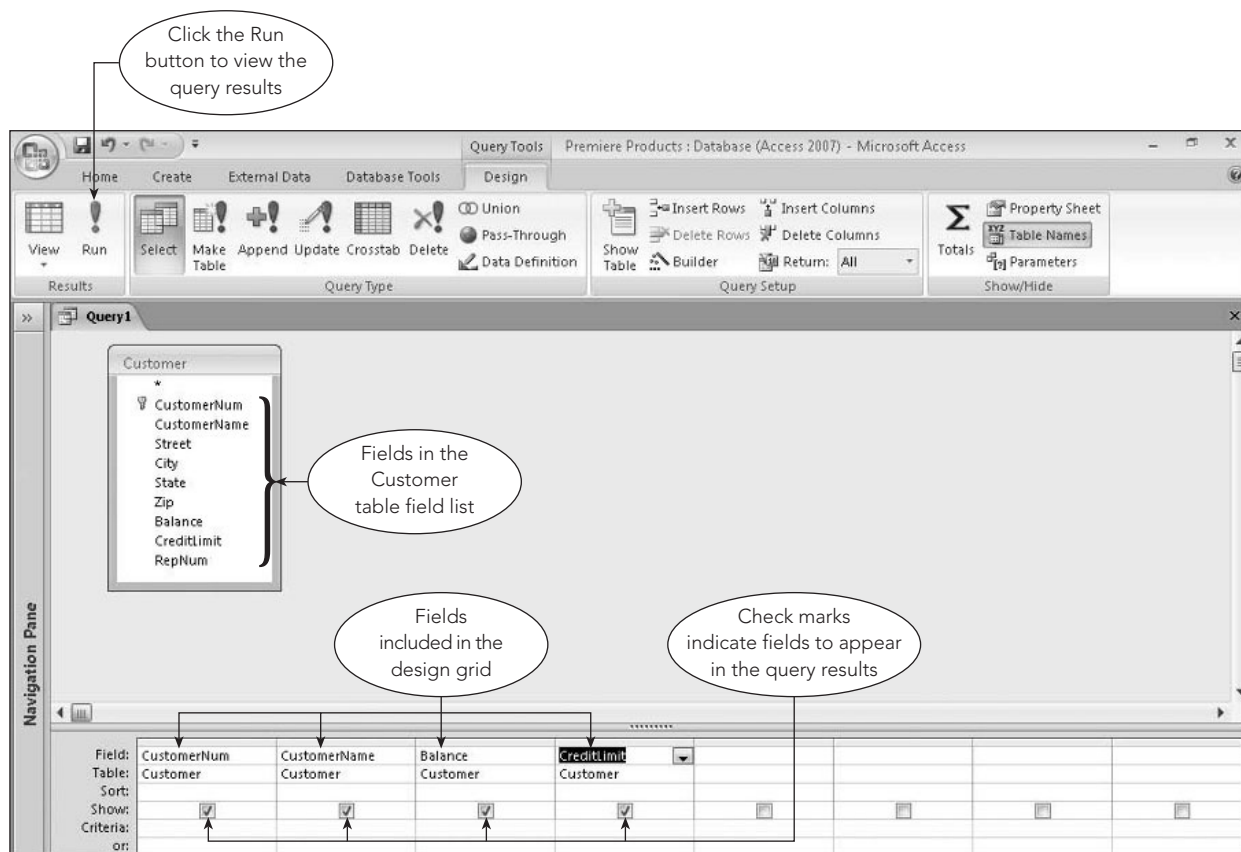 Click the Run
button to view the
query results
Query Tools Premiere Products : Database (Access 2007) - Microsoft Access
Home Create External Data Database Tools Design
View Run Select Make Table Append Update Crosstab Delete
Union
Pass-Through
Data Definition
Show Table
Insert Rows Insert Columns
Delete Rows Delete Columns
Builder Return: All
Totals
Property Sheet
Table Names
Parameters
Results Query Type Query Setup Show/Hide
» Query1
Customer
*
CustomerNum
CustomerName
Street
City
State
Zip
Balance
CreditLimit
RepNum
Fields in the
Customer
table field list
Navigation Pane
Fields
included in the
design grid
Check marks
indicate fields to appear
in the query results
Field: CustomerNum CustomerName Balance CreditLimit
Table: Customer Customer Customer Customer
Sort:
Show:
Criteria:
or: